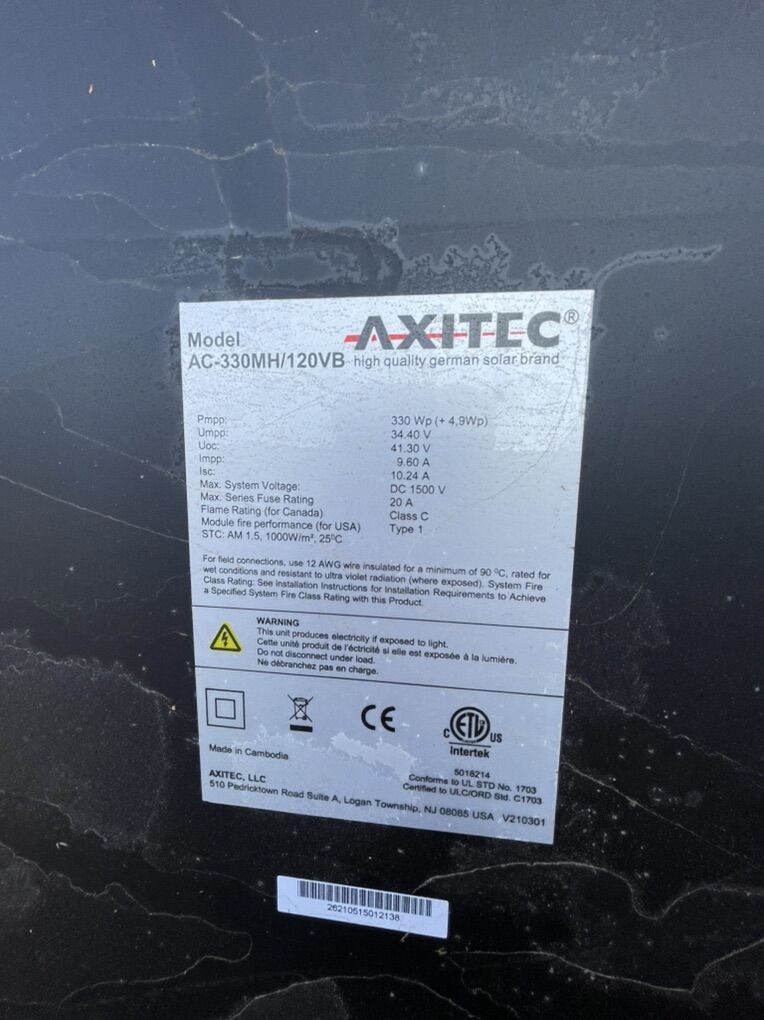 AXITEC®
Model
AC-330MH/120VB high quality german solar brand
Pmpp: 330 Wp (+ 4,9Wp)
Umpp: 34.40 V
Uoc: 41.30 V
Impp: 9.60 A
Isc: 10.24 A
Max. System Voltage: DC 1500 V
Max. Series Fuse Rating 20 A
Flame Rating (for Canada) Class C
Module fire performance (for USA) Type 1
STC: AM 1.5, 1000W/m², 25⁰C
For field connections, use 12 AWG wire insulated for a minimum of 90 ⁰C, rated for
wet conditions and resistant to ultra violet radiation (where exposed). System Fire
Class Rating: See Installation Instructions for Installation Requirements to Achieve
a Specified System Fire Class Rating with this Product.
WARNING
This unit produces electricity if exposed to light.
Cette unité produit de l'éctricité si elle est exposée à la lumière.
Do not disconnect under load.
Ne débranchez pas en charge.
CE
C ETL US
Intertek
Made in Cambodia
5018214
Conforms to UL STD No. 1703
Certified to ULC/ORD Std. C1703
AXITEC, LLC
510 Pedricktown Road Suite A, Logan Township, NJ 08085 USA V210301
26210515012138